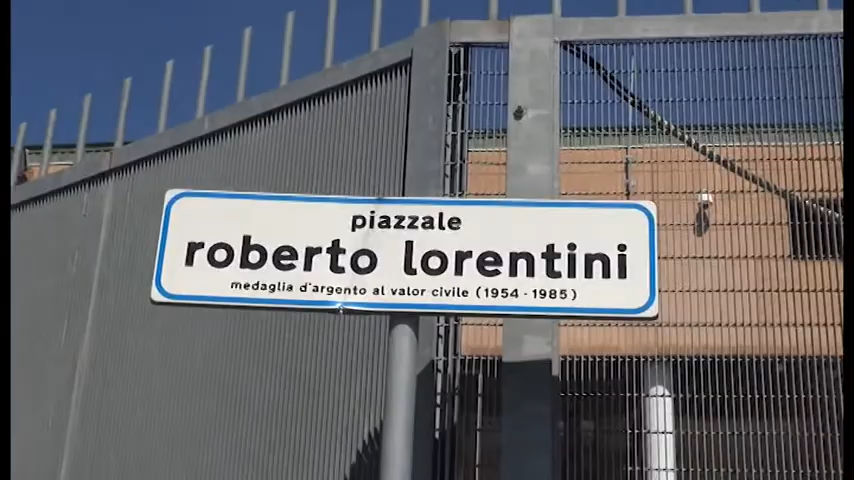 piazzale
roberto lorentini
medaglia d'argento al valor civile (1954-1985)